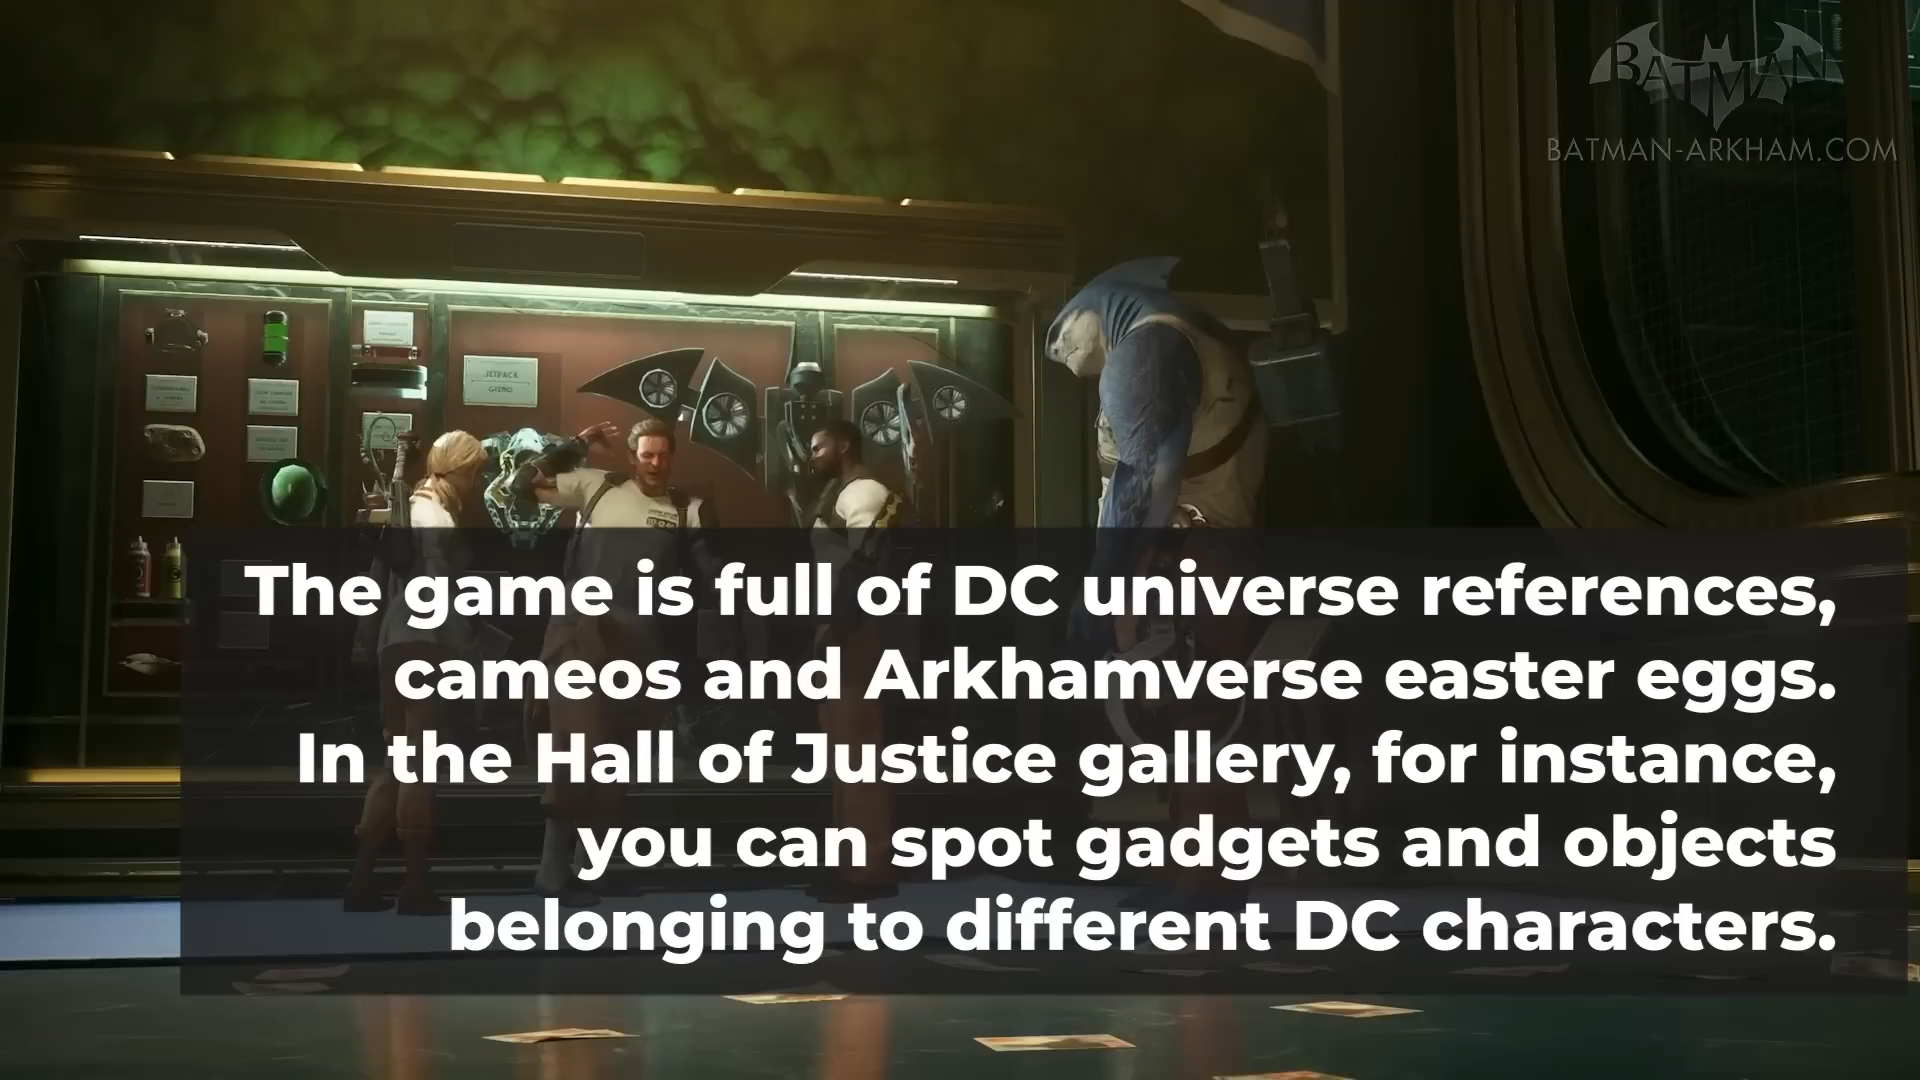 BATMAN
BATMAN-ARKHAM.COM
JETPACK
GIZMO
The game is full of DC universe references,
cameos and Arkhamverse easter eggs.
In the Hall of Justice gallery, for instance,
you can spot gadgets and objects
belonging to different DC characters.